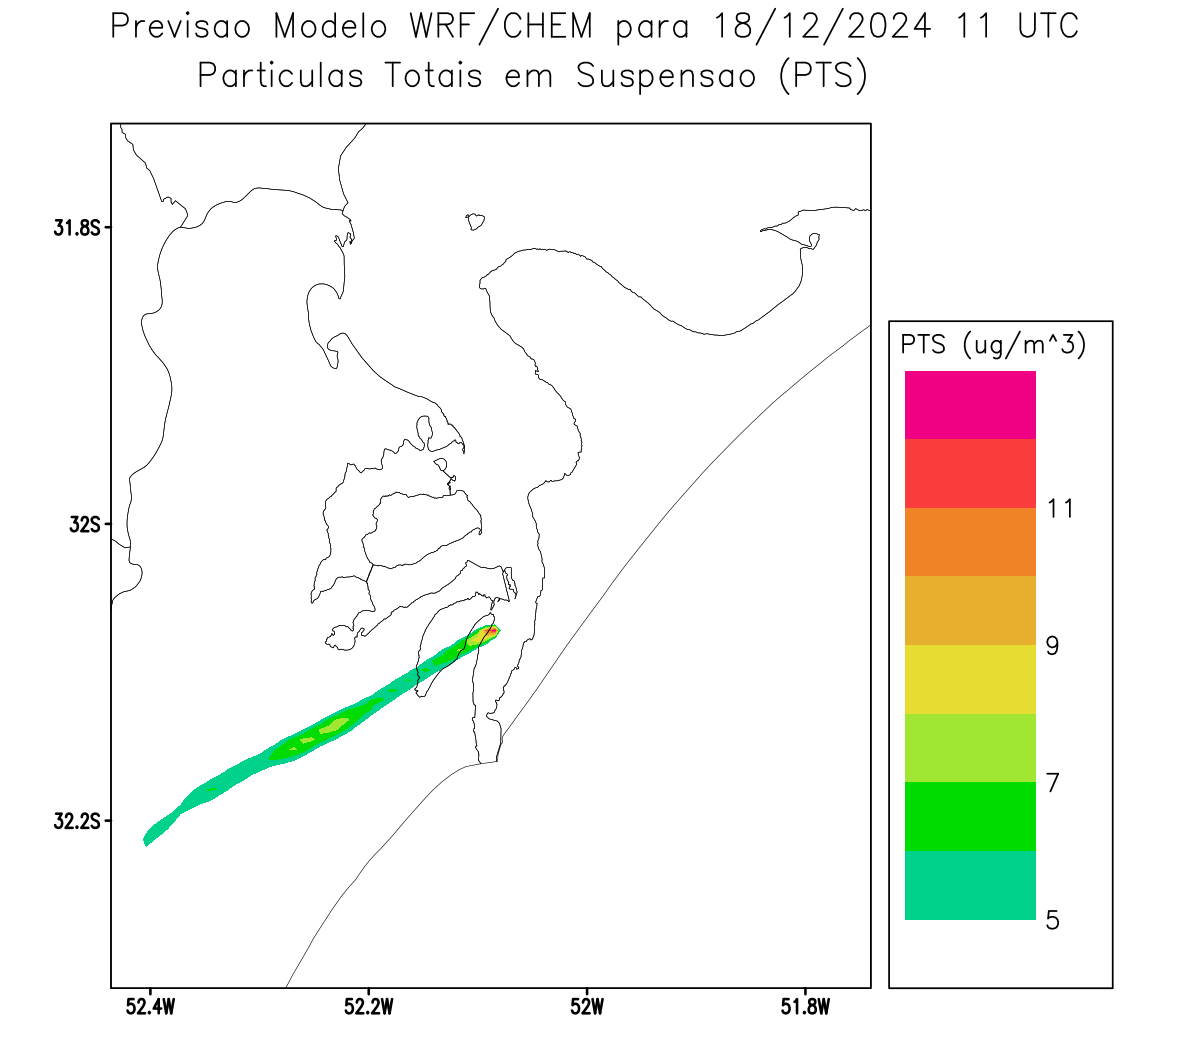 Previsao Modelo WRF/CHEM para 18/12/2024 11 UTC
Particulas Totais em Suspensao (PTS)
31.8S
32S
32.2S
52.4W
52.2W
52W
51.8W
PTS (ug/m^3)
11
9
7
5